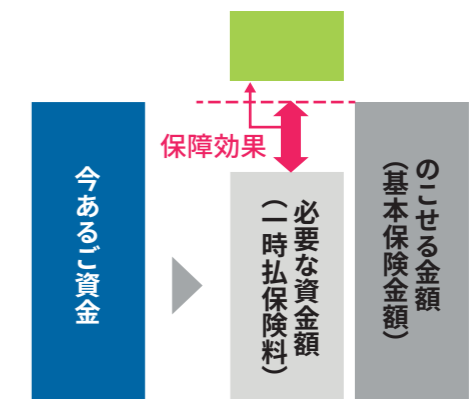 保障効果
今あるご資金
必要な資金額
（一時払保険料）
のこせる金額
（基本保険金額）